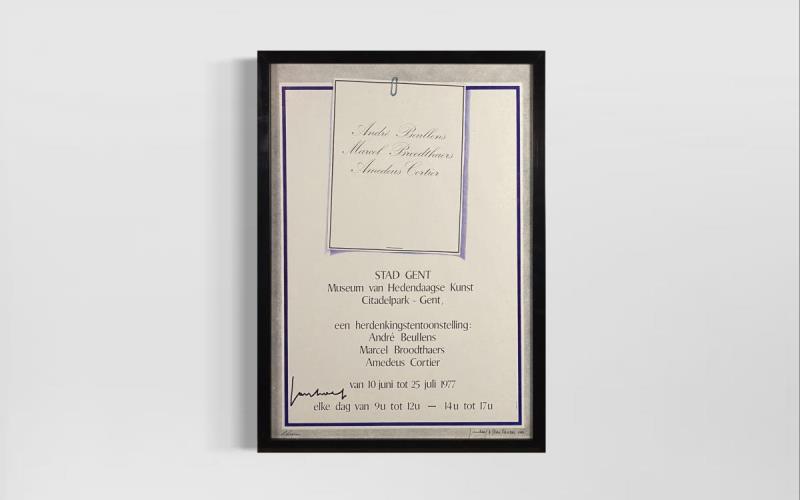 André Beullens
Marcel Broodthaers
Amedeus Cortier
STAD GENT
Museum van Hedendaagse Kunst
Citadelpark - Gent,
een herdenkingstentoonstelling:
André Beullens
Marcel Broodthaers
Amedeus Cortier
van 10 juni tot 25 juli 1977
elke dag van 9u tot 12u — 14u tot 17u